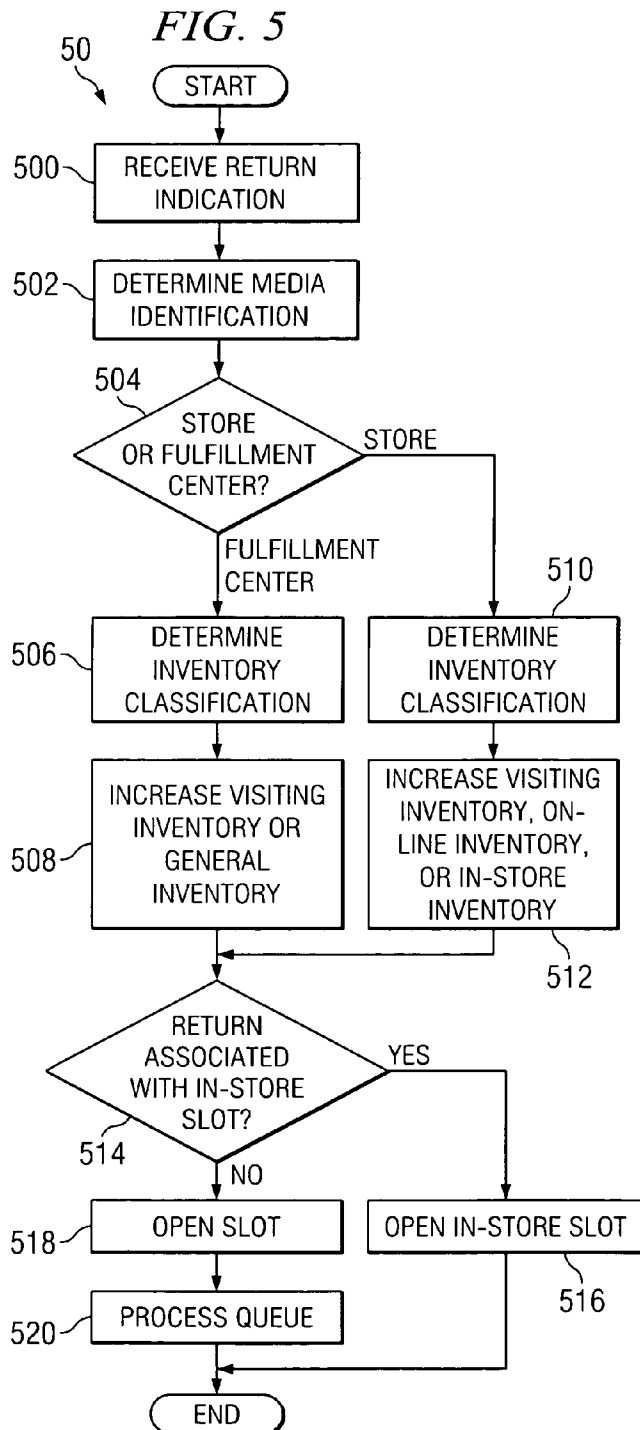 FIG. 5
50
START
500
RECEIVE RETURN
INDICATION
502
DETERMINE MEDIA
IDENTIFICATION
504
STORE
OR FULFILLMENT
CENTER?
STORE
FULFILLMENT
CENTER
506
DETERMINE
INVENTORY
CLASSIFICATION
510
DETERMINE
INVENTORY
CLASSIFICATION
508
INCREASE VISITING
INVENTORY OR
GENERAL
INVENTORY
INCREASE VISITING
INVENTORY, ON-
LINE INVENTORY,
OR IN-STORE
INVENTORY
512
RETURN
ASSOCIATED
WITH IN-STORE
SLOT?
514
YES
NO
518
OPEN SLOT
OPEN IN-STORE SLOT
516
520
PROCESS QUEUE
END